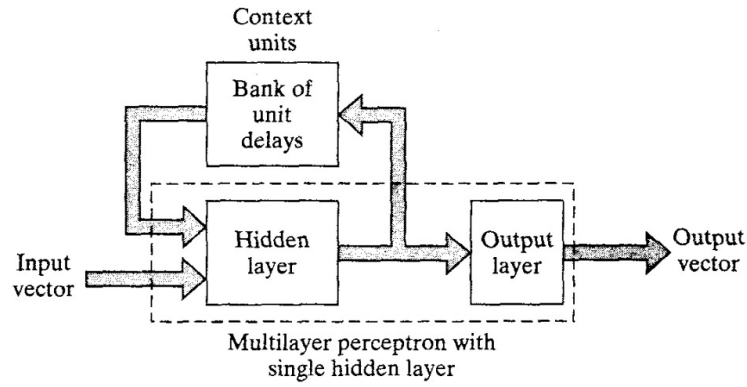 Context
units
Bank of
unit
delays
Hidden
layer
Output
layer
Input
vector
Output
vector
Multilayer perceptron with
single hidden layer